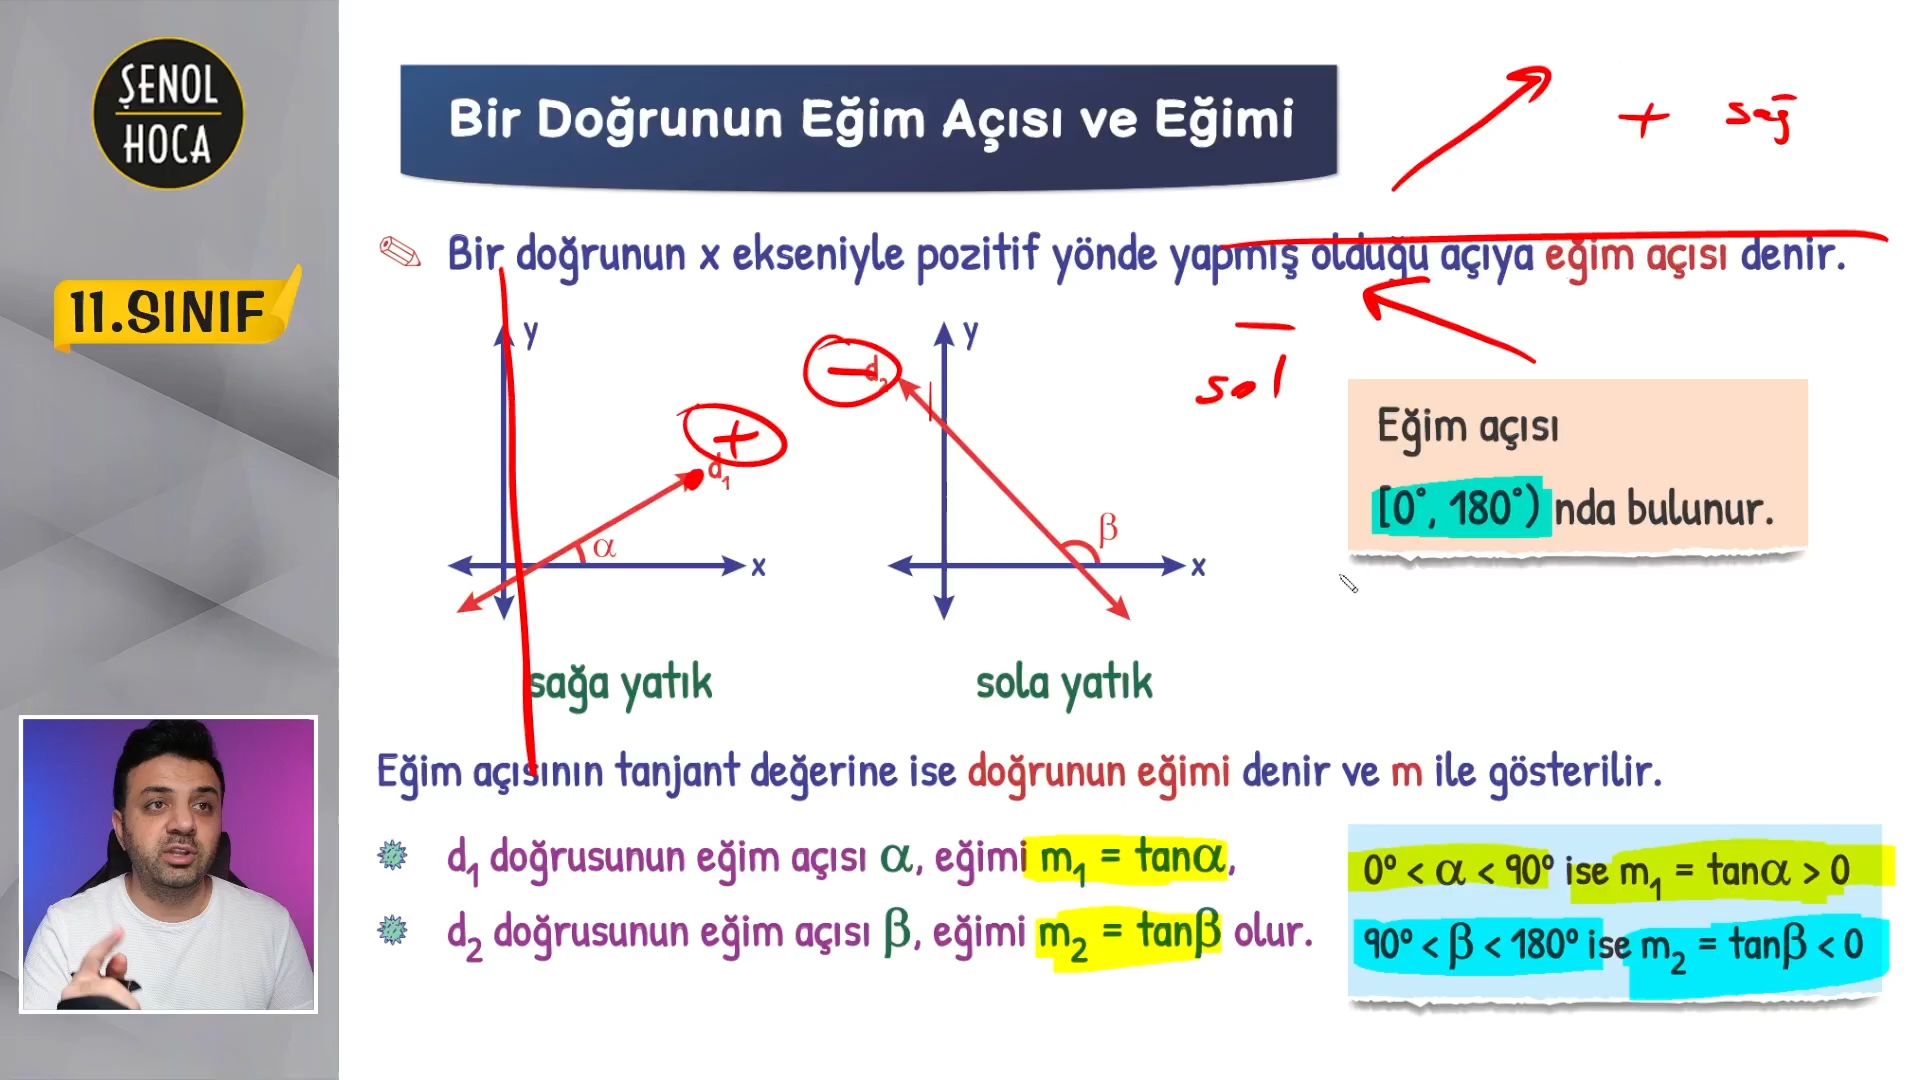 ŞENOL
HOCA
11.SINIF
Bir Doğrunun Eğim Açısı ve Eğimi
+ sağ
Bir doğrunun x ekseniyle pozitif yönde yapmış olduğu açıya eğim açısı denir.
y
+
d₁
α
x
sağa yatık
y
–
d₂
β
x
sola yatık
–
sol
Eğim açısı
[0°, 180°) nda bulunur.
Eğim açısının tanjant değerine ise doğrunun eğimi denir ve m ile gösterilir.
d₁ doğrusunun eğim açısı α, eğimi m₁ = tanα,
d₂ doğrusunun eğim açısı β, eğimi m₂ = tanβ olur.
0° < α < 90° ise m₁ = tanα > 0
90° < β < 180° ise m₂ = tanβ < 0